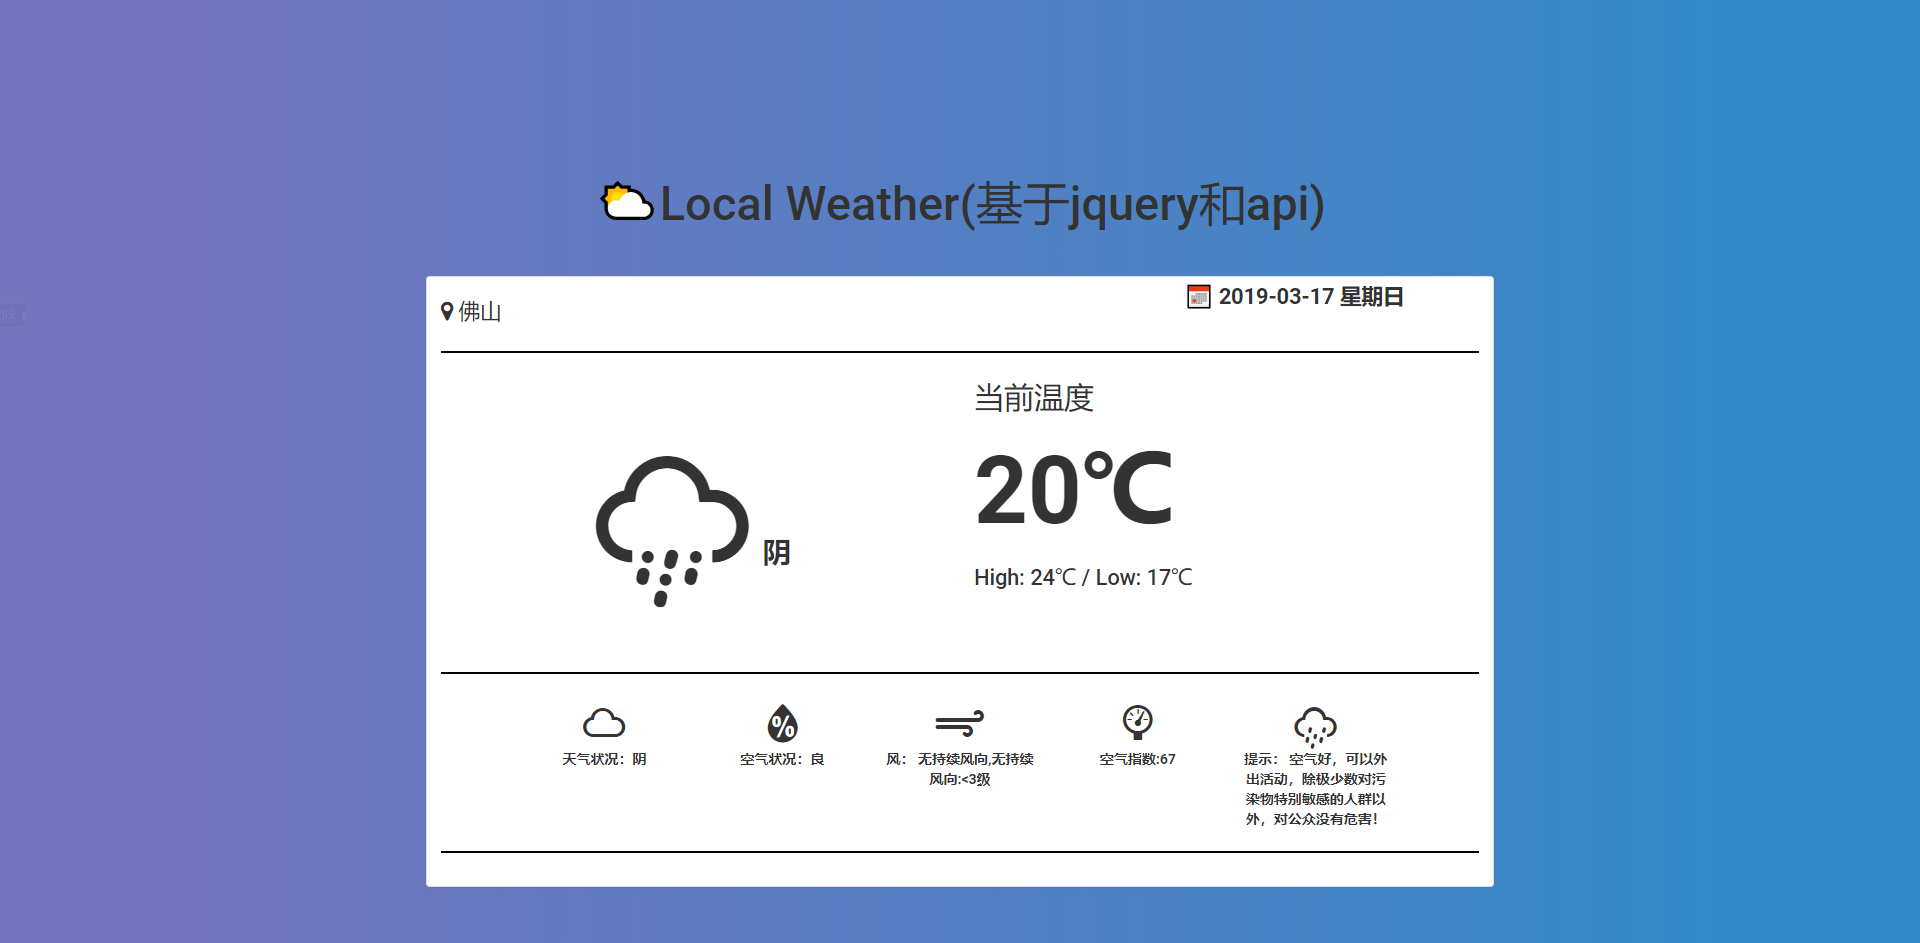 Local Weather(基于jquery和api)
佛山
2019-03-17 星期日
当前温度
20℃
阴
High: 24℃ / Low: 17℃
天气状况：阴
空气状况：良
风： 无持续风向,无持续
风向:<3级
空气指数:67
提示： 空气好，可以外
出活动，除极少数对污
染物特别敏感的人群以
外，对公众没有危害！